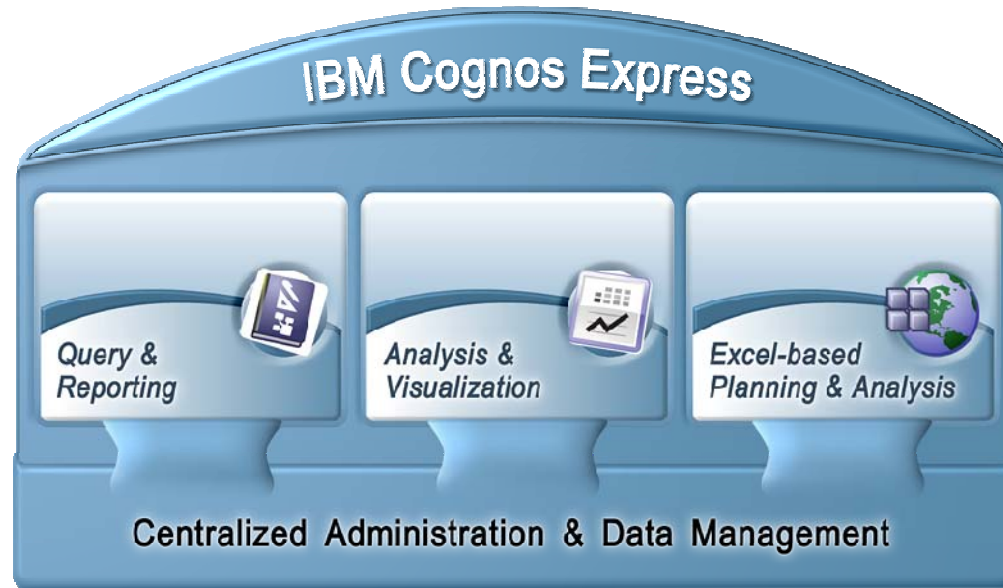 IBM Cognos Express
Query &
Reporting
Analysis &
Visualization
Excel-based
Planning & Analysis
Centralized Administration & Data Management